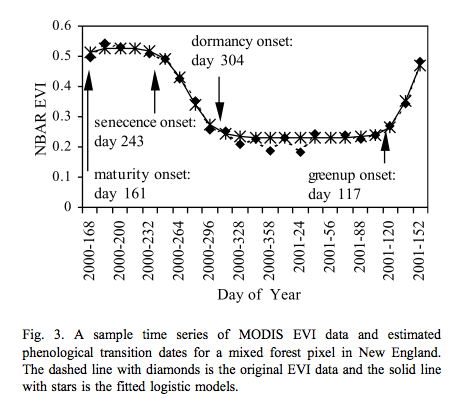 0.6
0.5
0.4
0.3
0.2
0.1
0
NBAR EVI
dormancy onset:
day 304
senecence onset:
day 243
maturity onset:
day 161
greenup onset:
day 117
2000-168
2000-200
2000-232
2000-264
2000-296
2000-328
2000-358
2001-24
2001-56
2001-88
2001-120
2001-152
Day of Year
Fig. 3. A sample time series of MODIS EVI data and estimated
phenological transition dates for a mixed forest pixel in New England.
The dashed line with diamonds is the original EVI data and the solid line
with stars is the fitted logistic models.